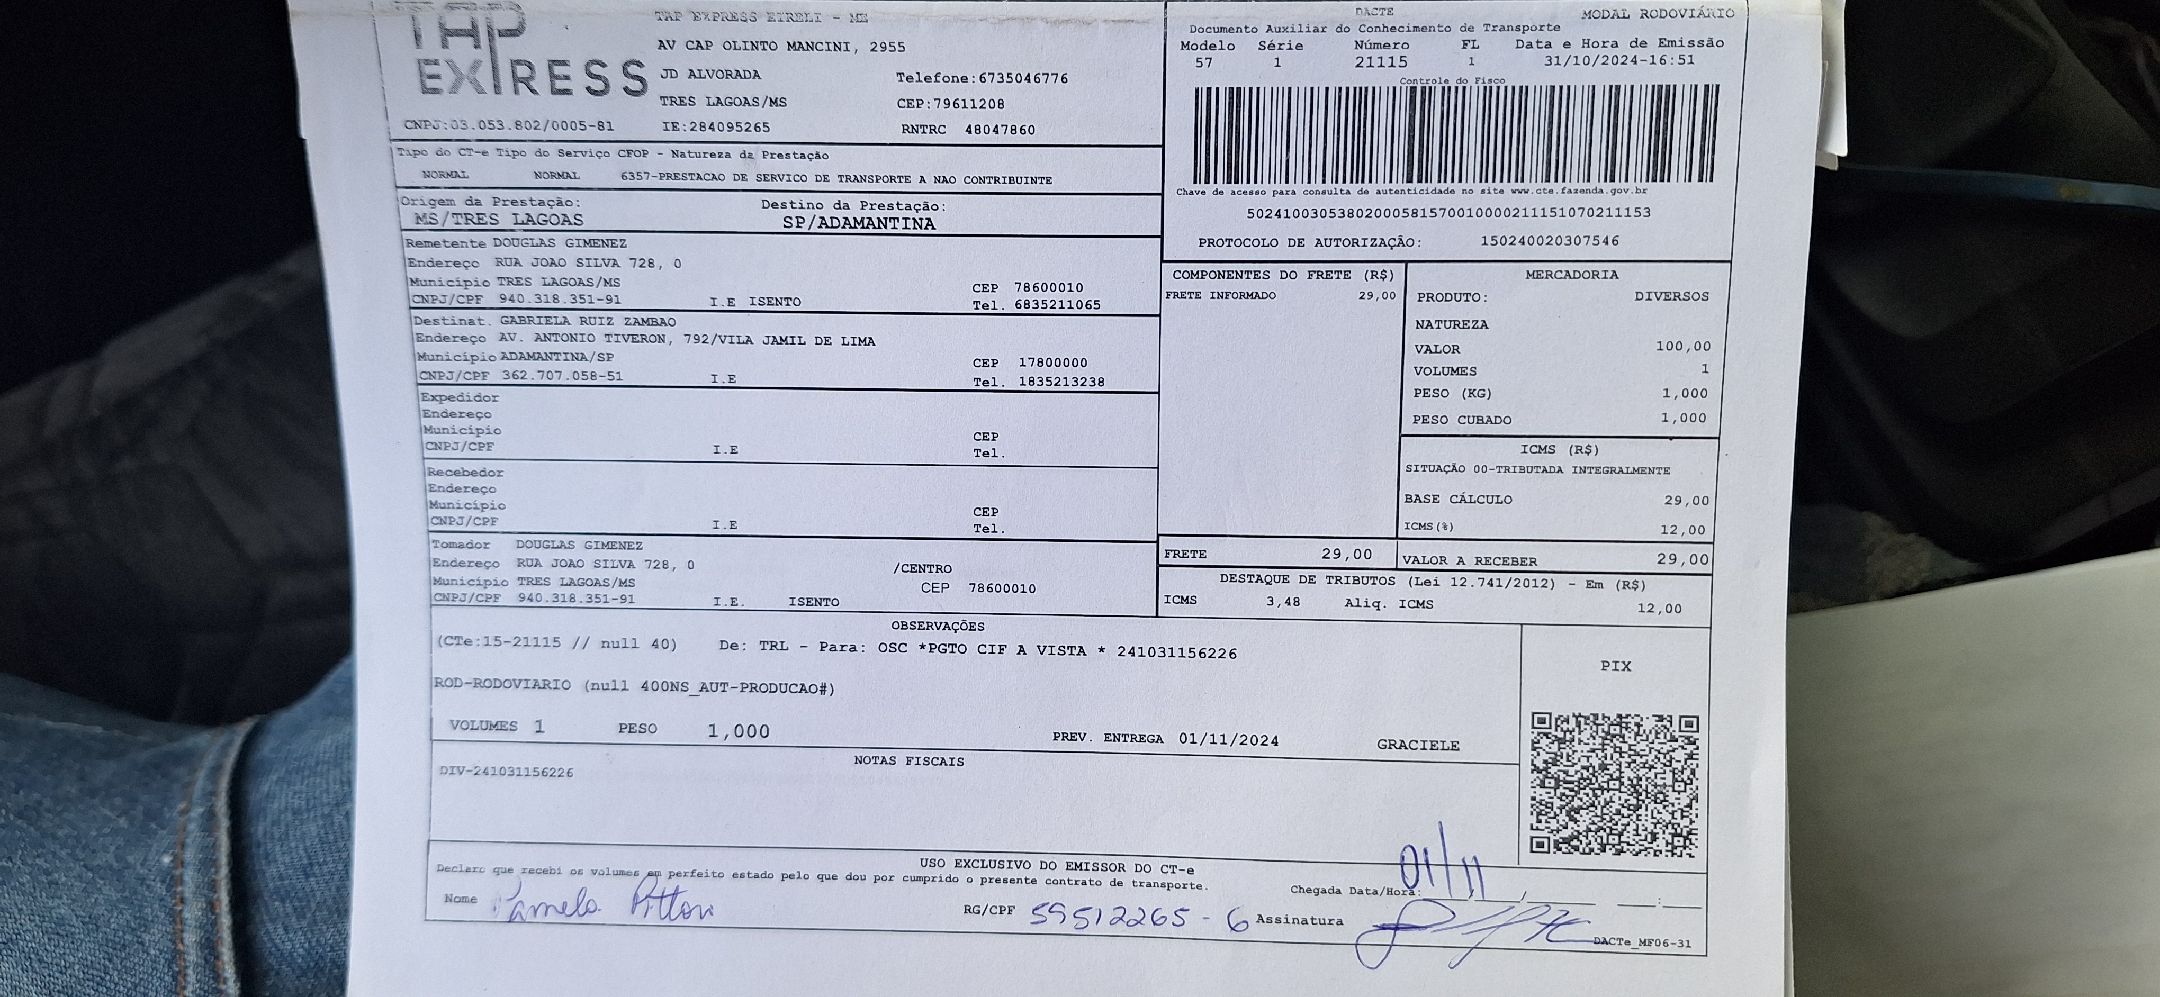 TAP EXPRESS
TAP EXPRESS EIRELI - ME
AV CAP OLINTO MANCINI, 2955
JD ALVORADA Telefone:6735046776
TRES LAGOAS/MS CEP:79611208
CNPJ:03.053.802/0005-81 IE:284095265 RNTRC 48047860
DACTE MODAL RODOVIÁRIO
Documento Auxiliar do Conhecimento de Transporte
Modelo Série Número FL Data e Hora de Emissão
57 1 21115 1 31/10/2024-16:51
Controle do Fisco
Chave de acesso para consulta de autenticidade no site www.cte.fazenda.gov.br
50241003053802000581570010000211151070211153
PROTOCOLO DE AUTORIZAÇÃO: 150240020307546
Tipo do CT-e Tipo do Serviço CFOP - Natureza da Prestação
NORMAL NORMAL 6357-PRESTACAO DE SERVICO DE TRANSPORTE A NAO CONTRIBUINTE
Origem da Prestação: Destino da Prestação:
MS/TRES LAGOAS SP/ADAMANTINA
Remetente DOUGLAS GIMENEZ
Endereço RUA JOAO SILVA 728, 0
Município TRES LAGOAS/MS CEP 78600010
CNPJ/CPF 940.318.351-91 I.E ISENTO Tel. 6835211065
Destinat. GABRIELA RUIZ ZAMBAO
Endereço AV. ANTONIO TIVERON, 792/VILA JAMIL DE LIMA
Município ADAMANTINA/SP CEP 17800000
CNPJ/CPF 362.707.058-51 I.E Tel. 1835213238
Expedidor
Endereço
Município CEP
CNPJ/CPF I.E Tel.
Recebedor
Endereço
Município CEP
CNPJ/CPF I.E Tel.
Tomador DOUGLAS GIMENEZ
Endereço RUA JOAO SILVA 728, 0 /CENTRO
Município TRES LAGOAS/MS CEP 78600010
CNPJ/CPF 940.318.351-91 I.E. ISENTO
COMPONENTES DO FRETE (R$)
FRETE INFORMADO 29,00
MERCADORIA
PRODUTO: DIVERSOS
NATUREZA
VALOR 100,00
VOLUMES 1
PESO (KG) 1,000
PESO CUBADO 1,000
ICMS (R$)
SITUAÇÃO 00-TRIBUTADA INTEGRALMENTE
BASE CÁLCULO 29,00
ICMS(%) 12,00
FRETE 29,00 VALOR A RECEBER 29,00
DESTAQUE DE TRIBUTOS (Lei 12.741/2012) - Em (R$)
ICMS 3,48 Aliq. ICMS 12,00
OBSERVAÇÕES
(CTe:15-21115 // null 40) De: TRL - Para: OSC *PGTO CIF A VISTA * 241031156226
ROD-RODOVIARIO (null 400NS_AUT-PRODUCAO#)
VOLUMES 1 PESO 1,000 PREV. ENTREGA 01/11/2024 GRACIELE
PIX
NOTAS FISCAIS
DIV-241031156226
USO EXCLUSIVO DO EMISSOR DO CT-e
Declaro que recebi os volumes em perfeito estado pelo que dou por cumprido o presente contrato de transporte.
Chegada Data/Hora: 01/11
Nome Pamela RG/CPF 59512265-6 Assinatura
DACTe_MF06-31